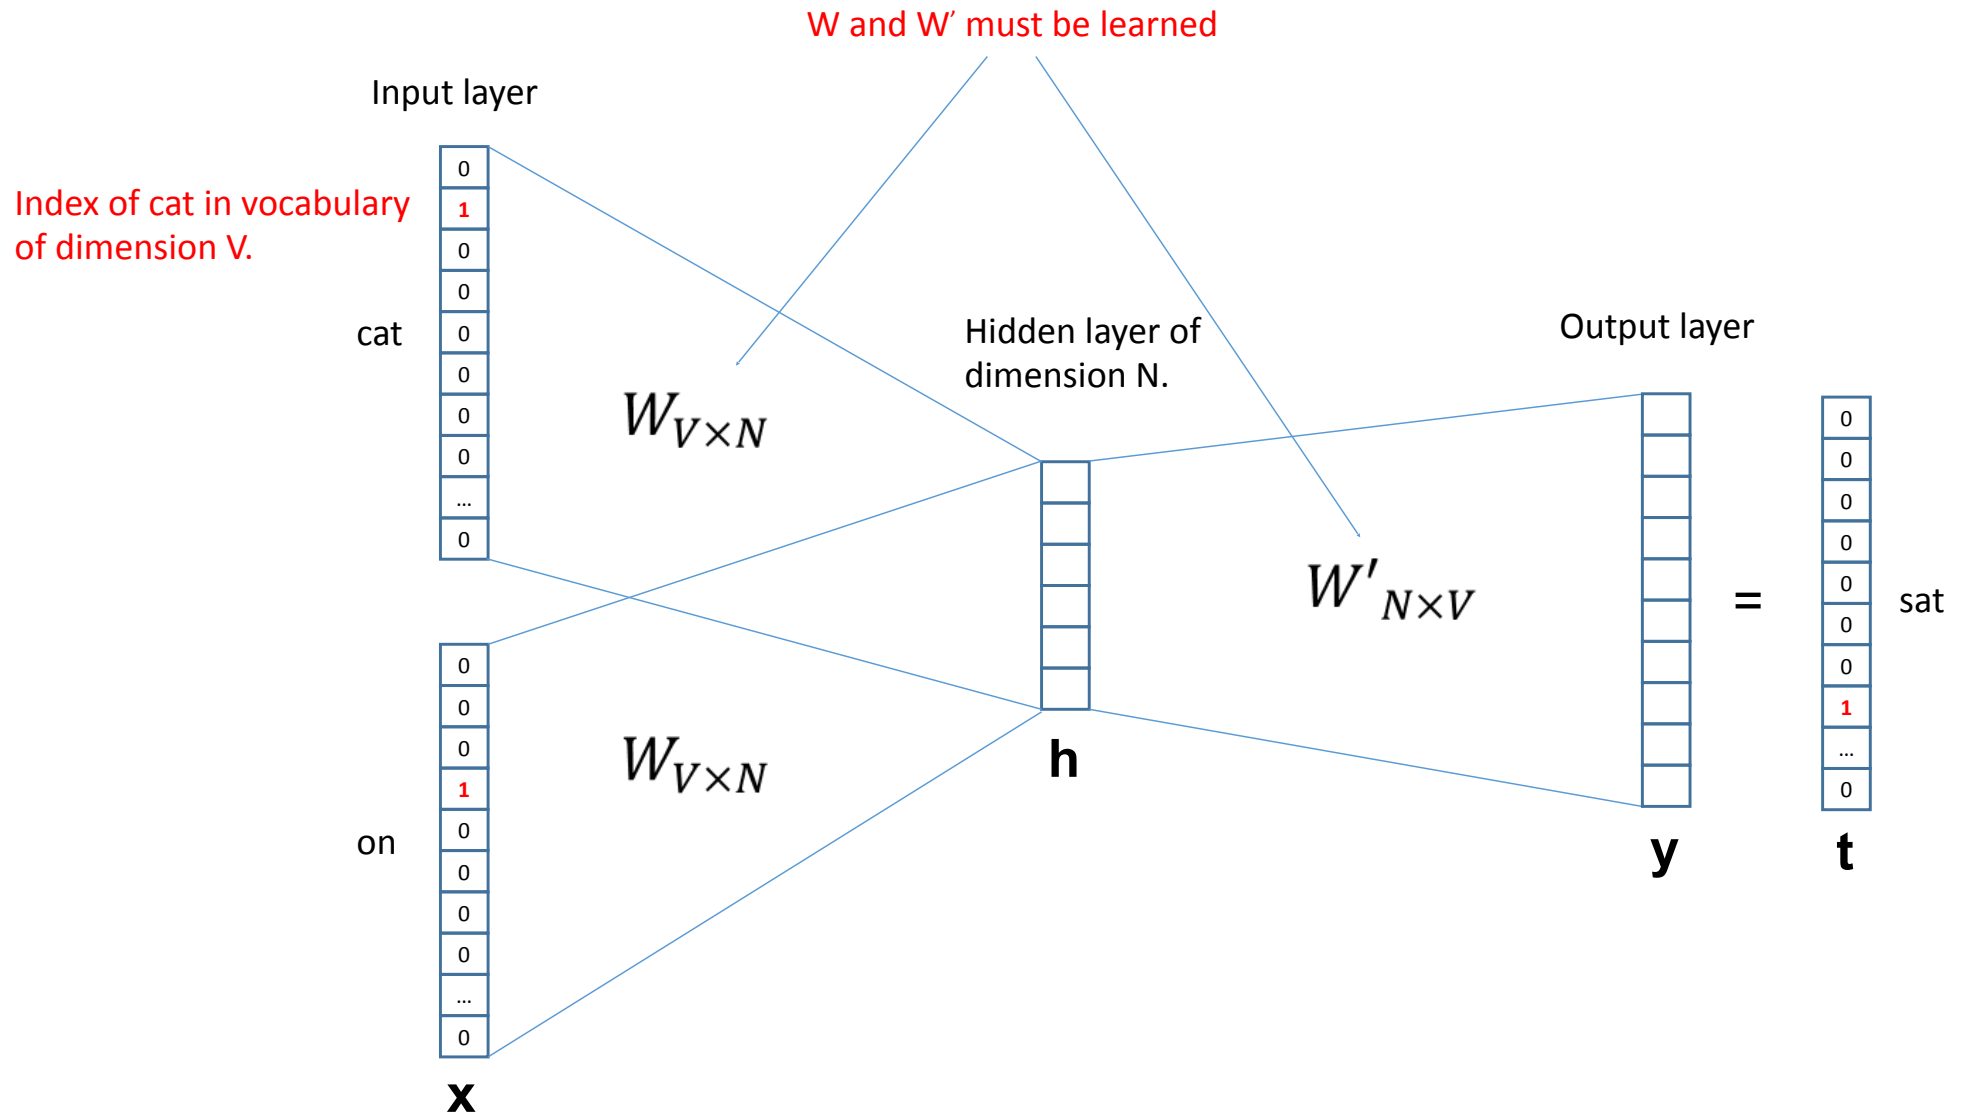 W and W’ must be learned
Input layer
Index of cat in vocabulary
of dimension V.
0
1
0
0
0
0
0
0
...
0
cat
W_{V×N}
Hidden layer of
dimension N.
Output layer
0
0
0
1
0
0
0
0
...
0
on
W_{V×N}
x
h
W'_{N×V}
y
=
0
0
0
0
0
0
0
1
...
0
sat
t